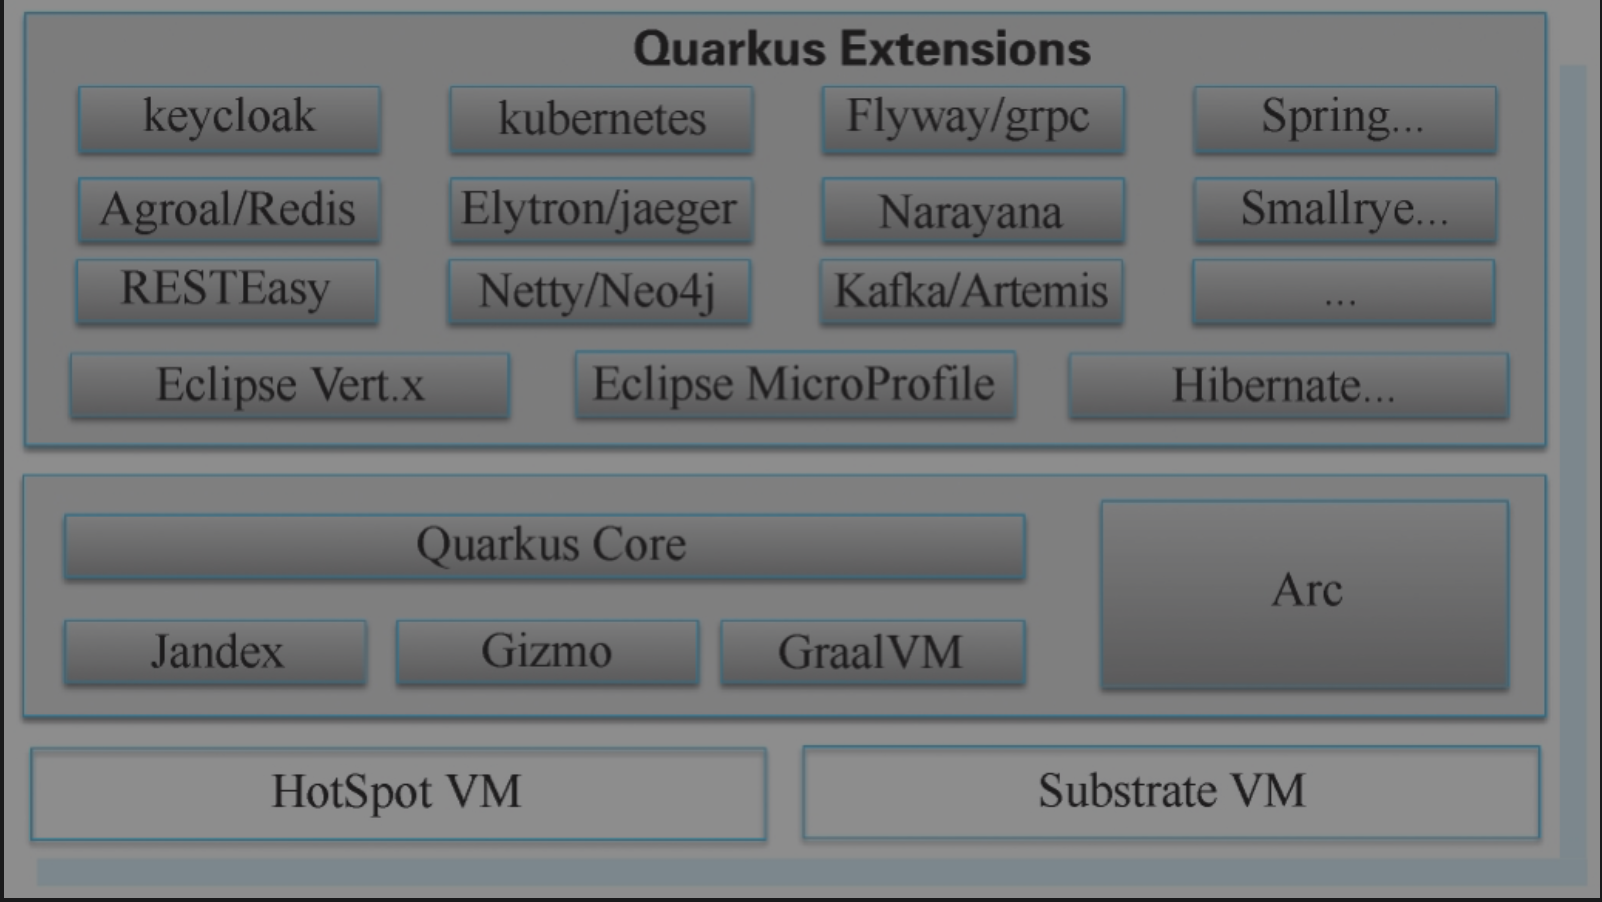 Quarkus Extensions
keycloak
kubernetes
Flyway/grpc
Spring...
Agroal/Redis
Elytron/jaeger
Narayana
Smallrye...
RESTEasy
Netty/Neo4j
Kafka/Artemis
...
Eclipse Vert.x
Eclipse MicroProfile
Hibernate...
Quarkus Core
Arc
Jandex
Gizmo
GraalVM
HotSpot VM
Substrate VM